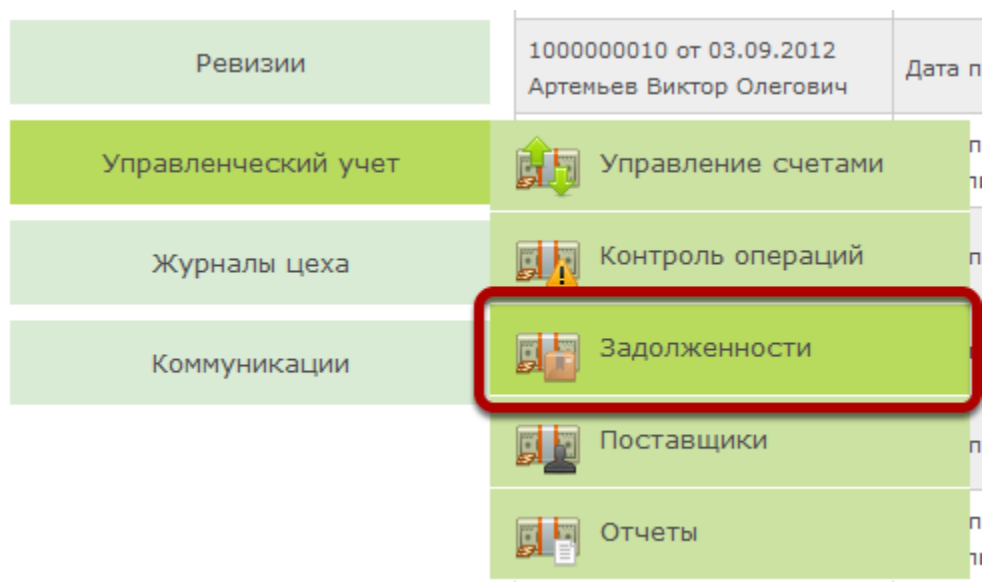 Ревизии
1000000010 от 03.09.2012
Артемьев Виктор Олегович
Дата п
Управленческий учет
Управление счетами
Журналы цеха
Контроль операций
Задолженности
Коммуникации
Поставщики
Отчеты